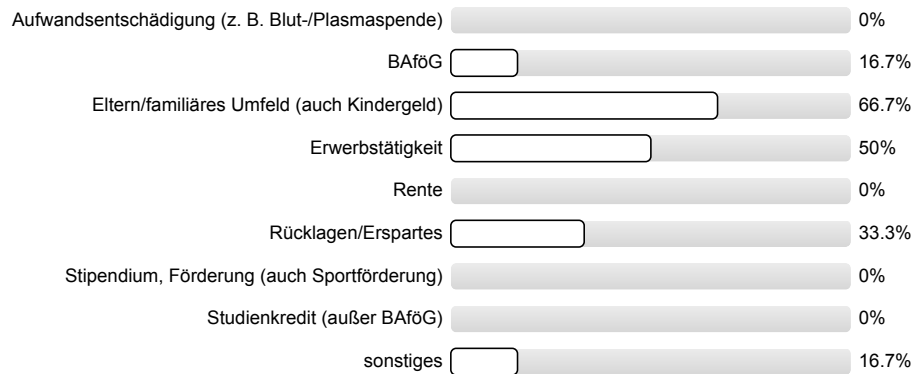 Aufwandsentschädigung (z. B. Blut-/Plasmaspende) 0%
BAföG 16.7%
Eltern/familiäres Umfeld (auch Kindergeld) 66.7%
Erwerbstätigkeit 50%
Rente 0%
Rücklagen/Erspartes 33.3%
Stipendium, Förderung (auch Sportförderung) 0%
Studienkredit (außer BAföG) 0%
sonstiges 16.7%